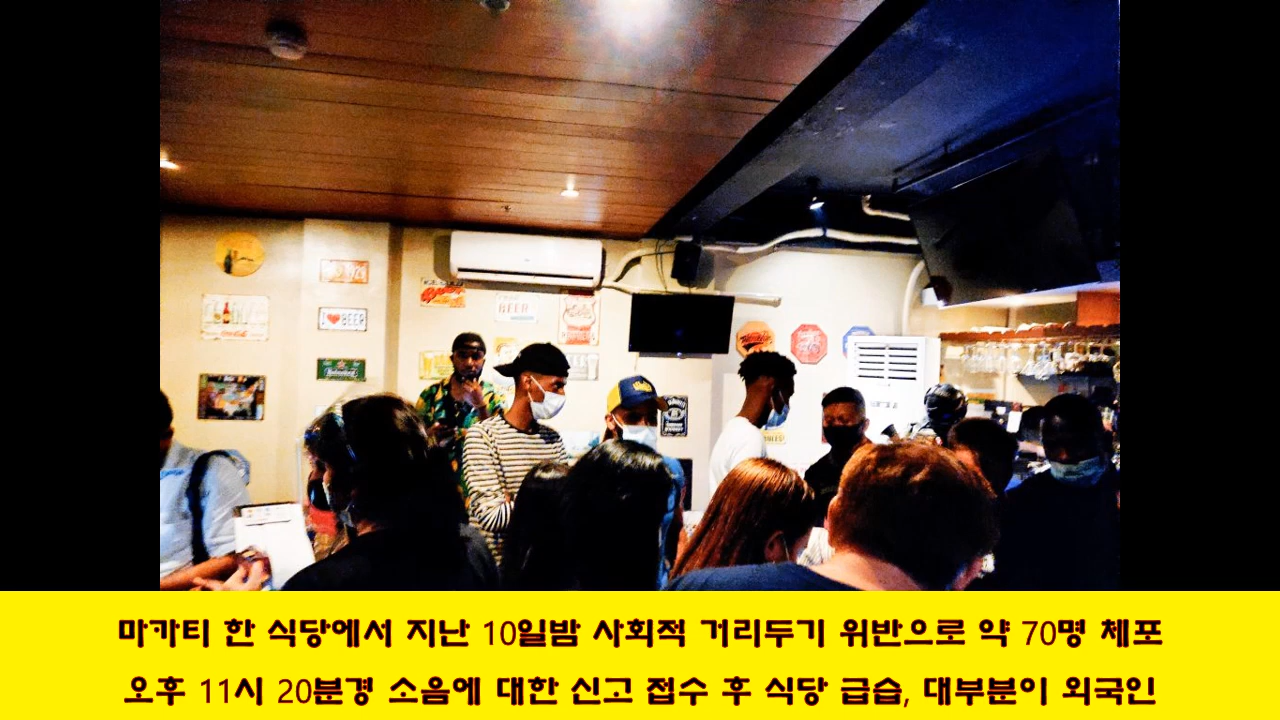 I ❤ BEER
BEER
Heineken
마카티 한 식당에서 지난 10일밤 사회적 거리두기 위반으로 약 70명 체포
오후 11시 20분경 소음에 대한 신고 접수 후 식당 급습, 대부분이 외국인